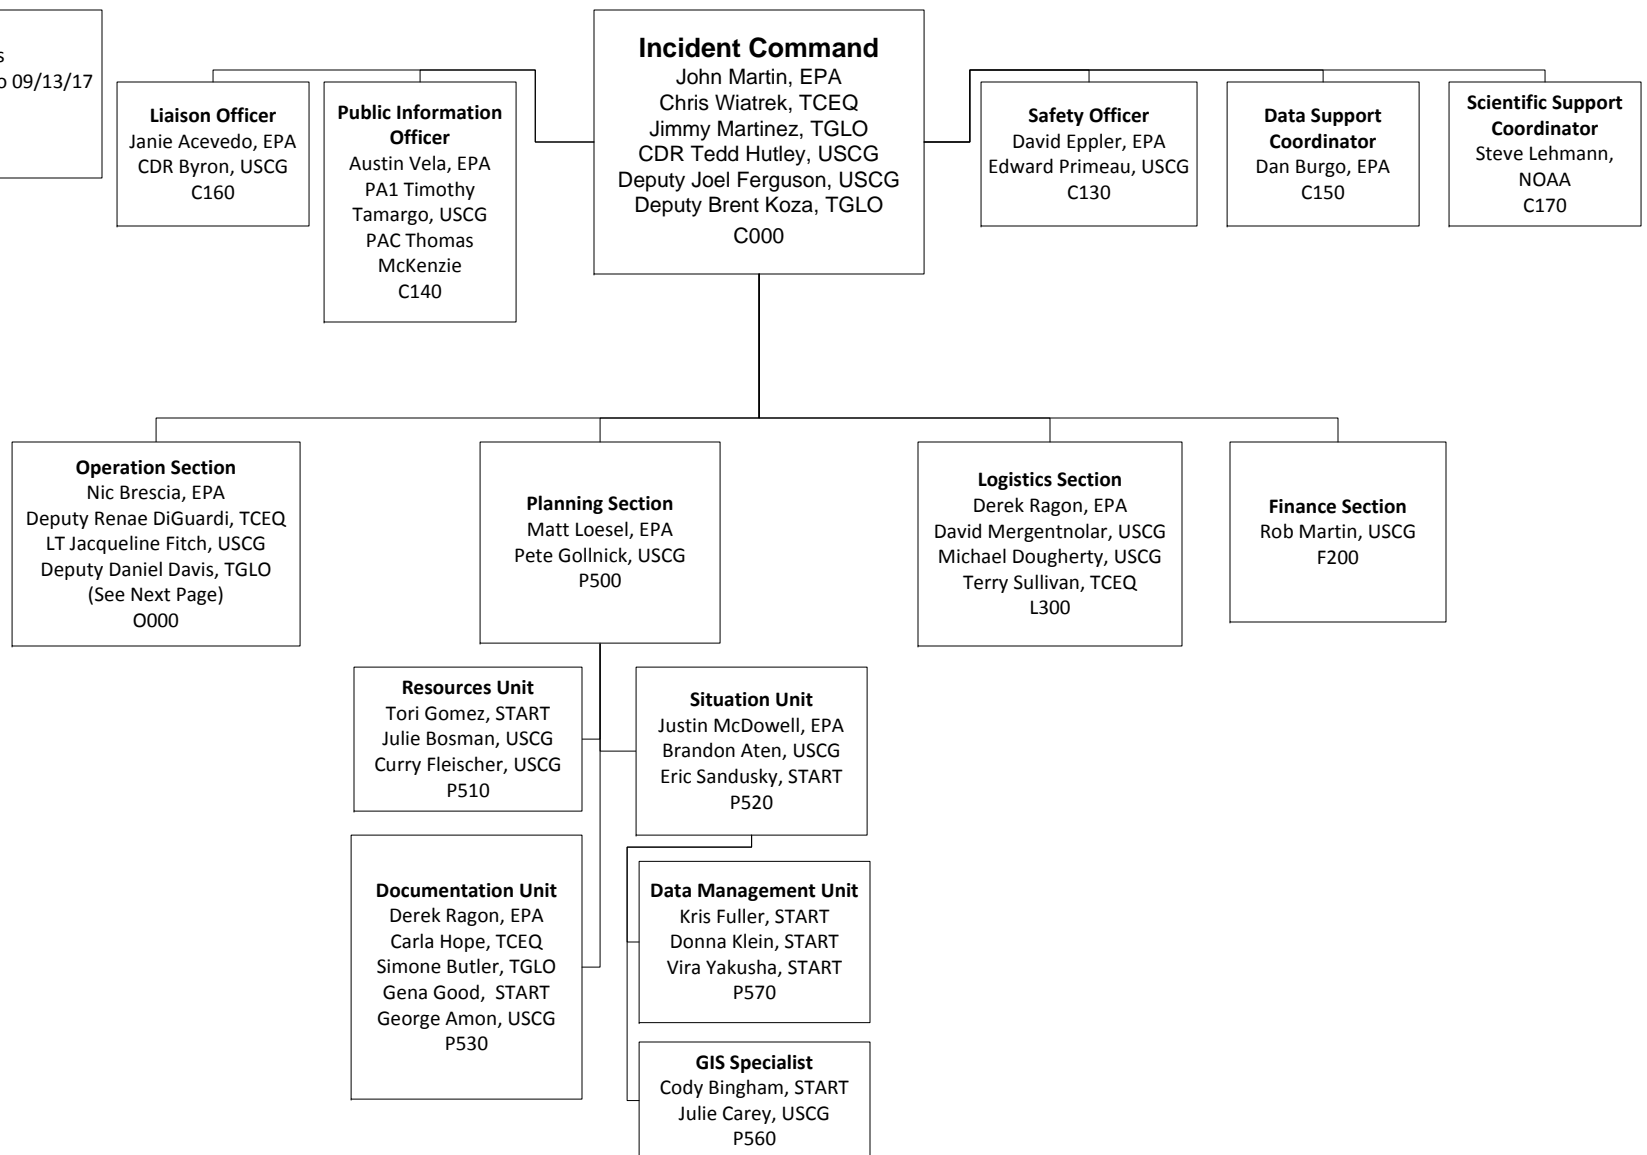 s
o 09/13/17
Incident Command
John Martin, EPA
Chris Wiatrek, TCEQ
Jimmy Martinez, TGLO
CDR Tedd Hutley, USCG
Deputy Joel Ferguson, USCG
Deputy Brent Koza, TGLO
C000
Liaison Officer
Janie Acevedo, EPA
CDR Byron, USCG
C160
Public Information
Officer
Austin Vela, EPA
PA1 Timothy
Tamargo, USCG
PAC Thomas
McKenzie
C140
Safety Officer
David Eppler, EPA
Edward Primeau, USCG
C130
Data Support
Coordinator
Dan Burgo, EPA
C150
Scientific Support
Coordinator
Steve Lehmann,
NOAA
C170
Operation Section
Nic Brescia, EPA
Deputy Renae DiGuardi, TCEQ
LT Jacqueline Fitch, USCG
Deputy Daniel Davis, TGLO
(See Next Page)
O000
Planning Section
Matt Loesel, EPA
Pete Gollnick, USCG
P500
Logistics Section
Derek Ragon, EPA
David Mergentnolar, USCG
Michael Dougherty, USCG
Terry Sullivan, TCEQ
L300
Finance Section
Rob Martin, USCG
F200
Resources Unit
Tori Gomez, START
Julie Bosman, USCG
Curry Fleischer, USCG
P510
Situation Unit
Justin McDowell, EPA
Brandon Aten, USCG
Eric Sandusky, START
P520
Documentation Unit
Derek Ragon, EPA
Carla Hope, TCEQ
Simone Butler, TGLO
Gena Good,  START
George Amon, USCG
P530
Data Management Unit
Kris Fuller, START
Donna Klein, START
Vira Yakusha, START
P570
GIS Specialist
Cody Bingham, START
Julie Carey, USCG
P560